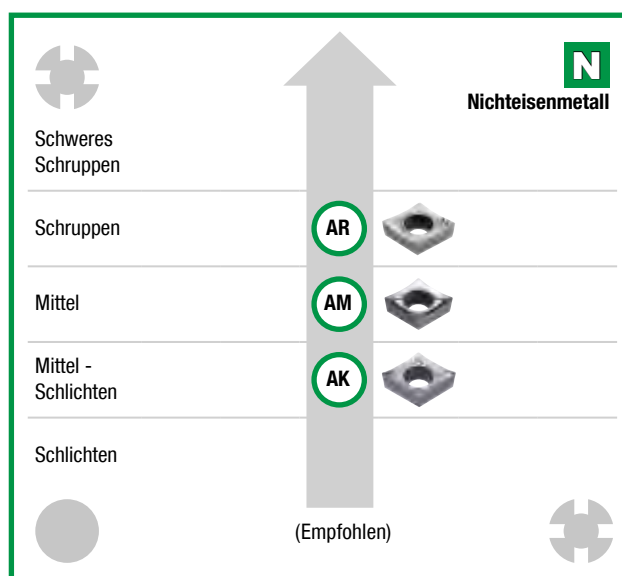 N
Nichteisenmetall
Schweres
Schruppen
Schruppen
AR
Mittel
AM
Mittel -
Schlichten
AK
Schlichten
(Empfohlen)